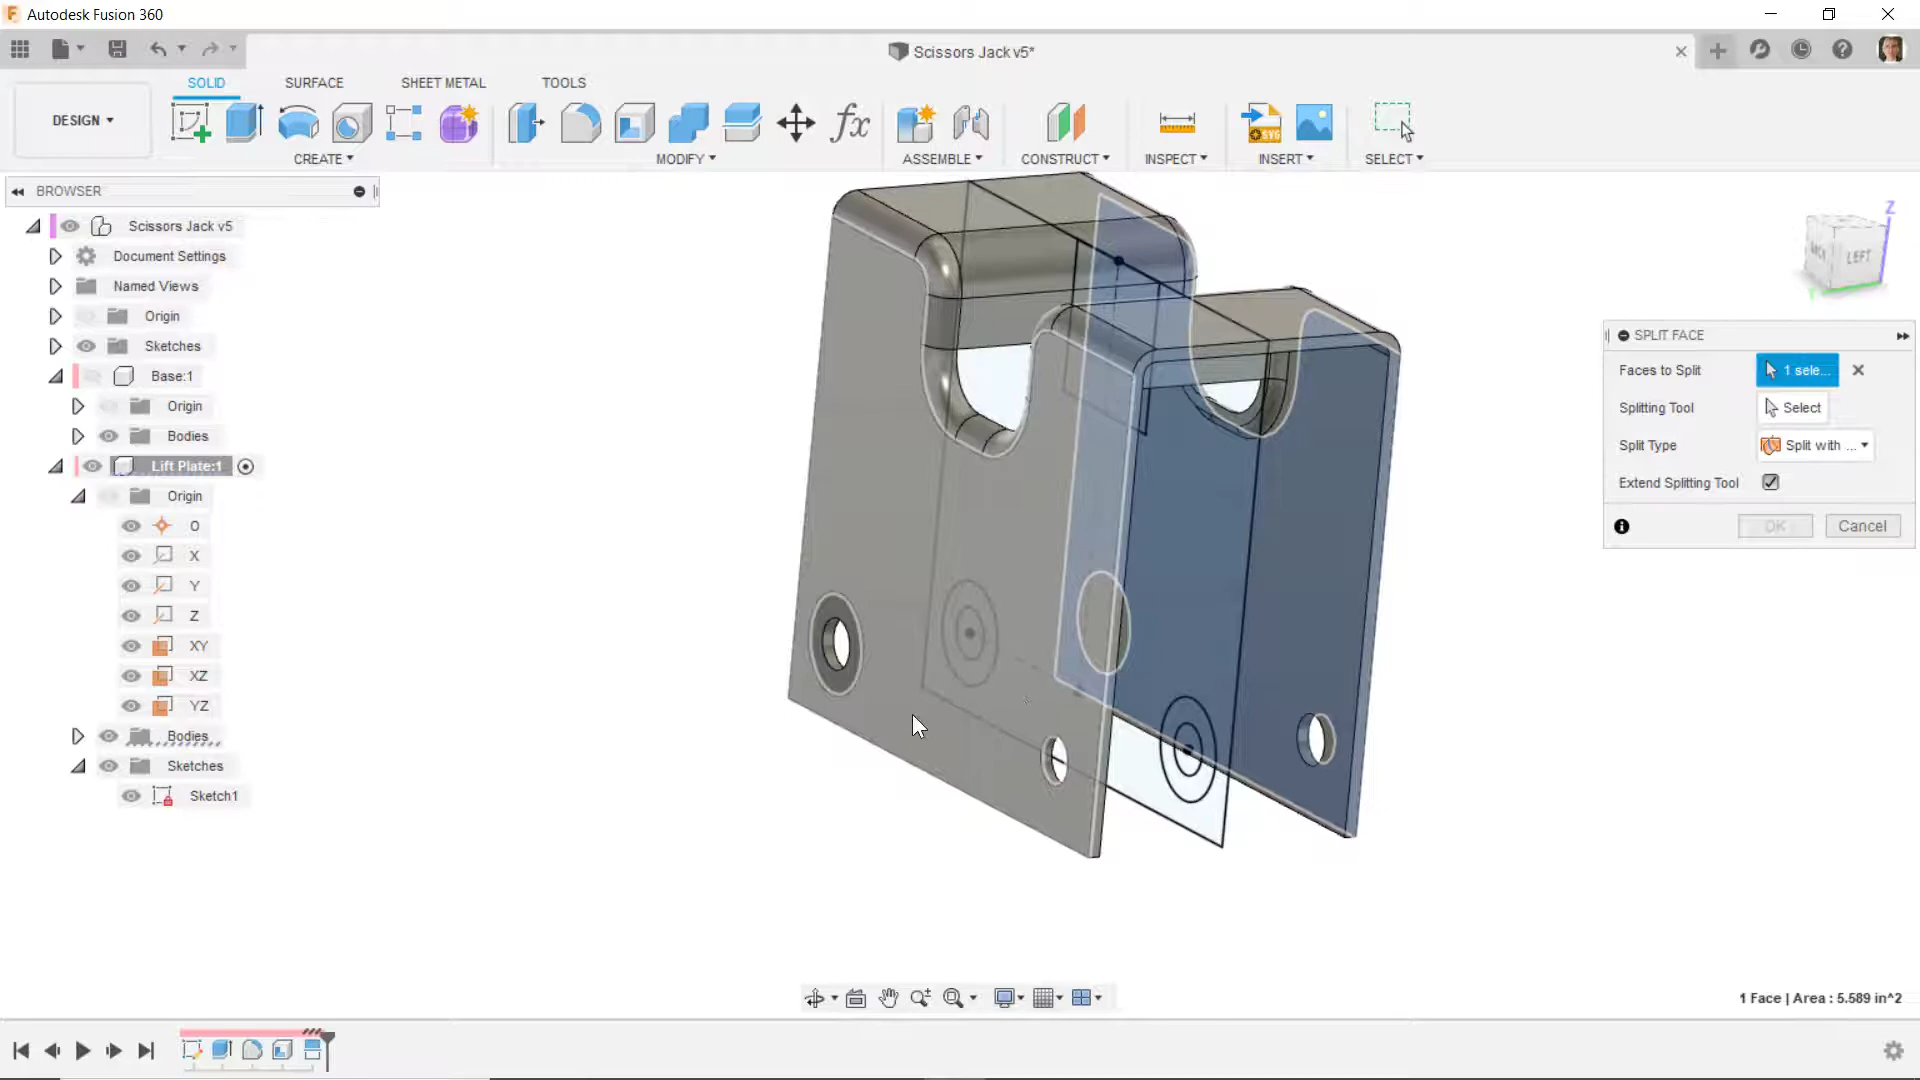 Autodesk Fusion 360
Scissors Jack v5*
SOLID
SURFACE
SHEET METAL
TOOLS
DESIGN
CREATE
MODIFY
ASSEMBLE
CONSTRUCT
INSPECT
INSERT
SELECT
BROWSER
Scissors Jack v5
Document Settings
Named Views
Origin
Sketches
Base:1
Origin
Bodies
Lift Plate:1
Origin
O
X
Y
Z
XY
XZ
YZ
Bodies
Sketches
Sketch1
Z
BACK
LEFT
SPLIT FACE
Faces to Split
1 sele...
Splitting Tool
Select
Split Type
Split with ...
Extend Splitting Tool
OK
Cancel
1 Face | Area : 5.589 in^2